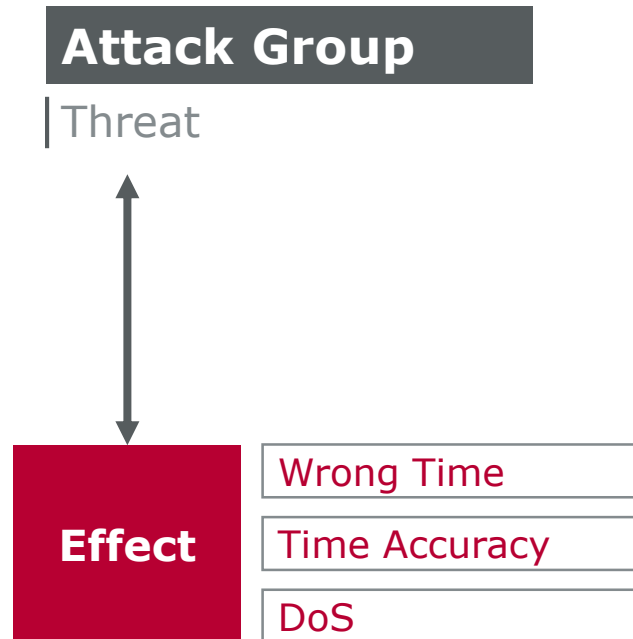 Attack Group
Threat
Wrong Time
Effect
Time Accuracy
DoS